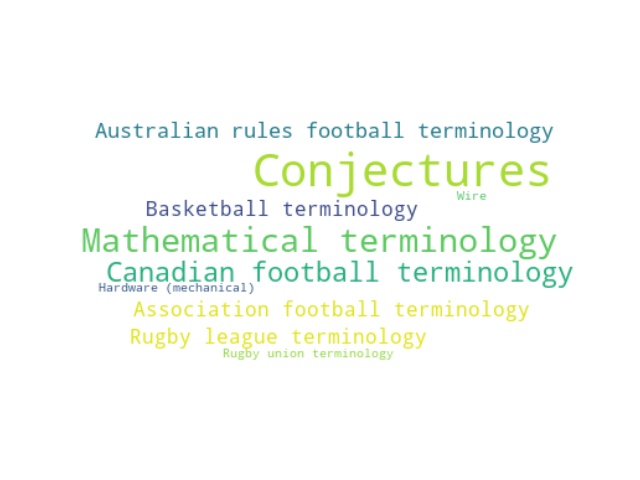 Australian rules football terminology
Conjectures
Wire
Basketball terminology
Mathematical terminology
Canadian football terminology
Hardware (mechanical)
Association football terminology
Rugby league terminology
Rugby union terminology